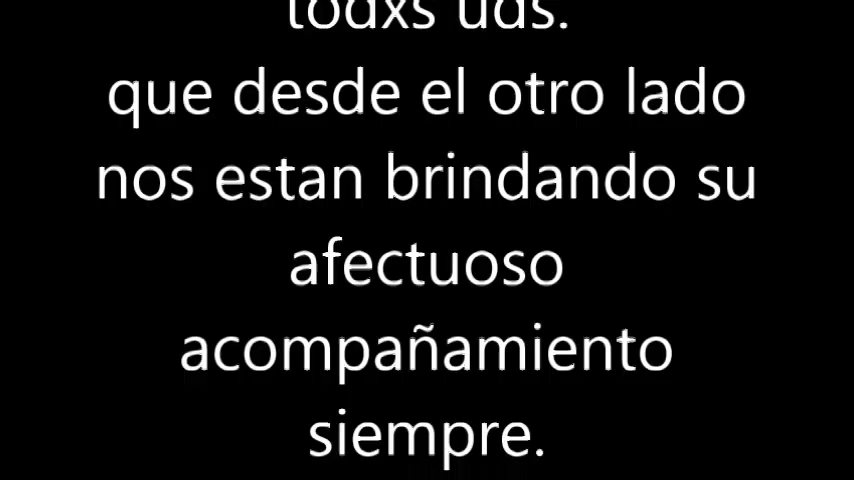 todxs uds.
que desde el otro lado
nos estan brindando su
afectuoso
acompañamiento
siempre.